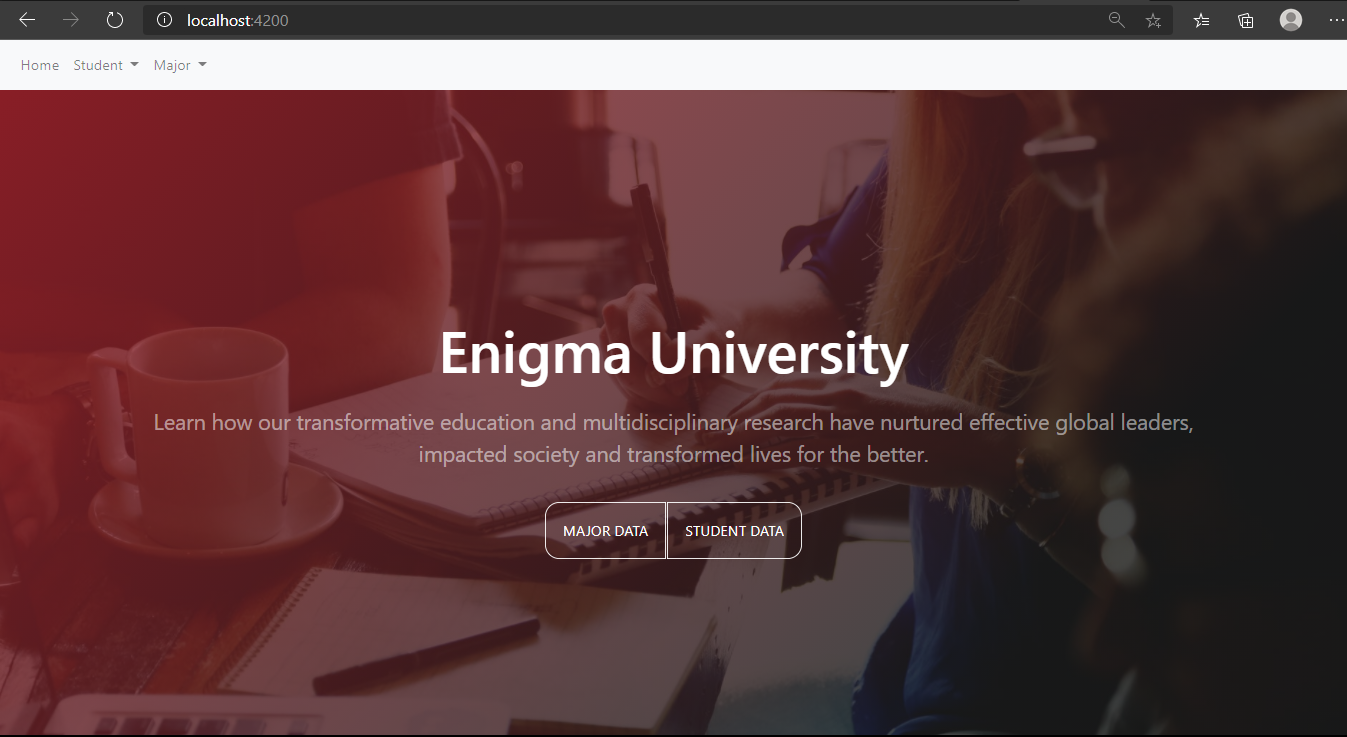 localhost:4200
Home Student Major
Enigma University
Learn how our transformative education and multidisciplinary research have nurtured effective global leaders,
impacted society and transformed lives for the better.
MAJOR DATA STUDENT DATA